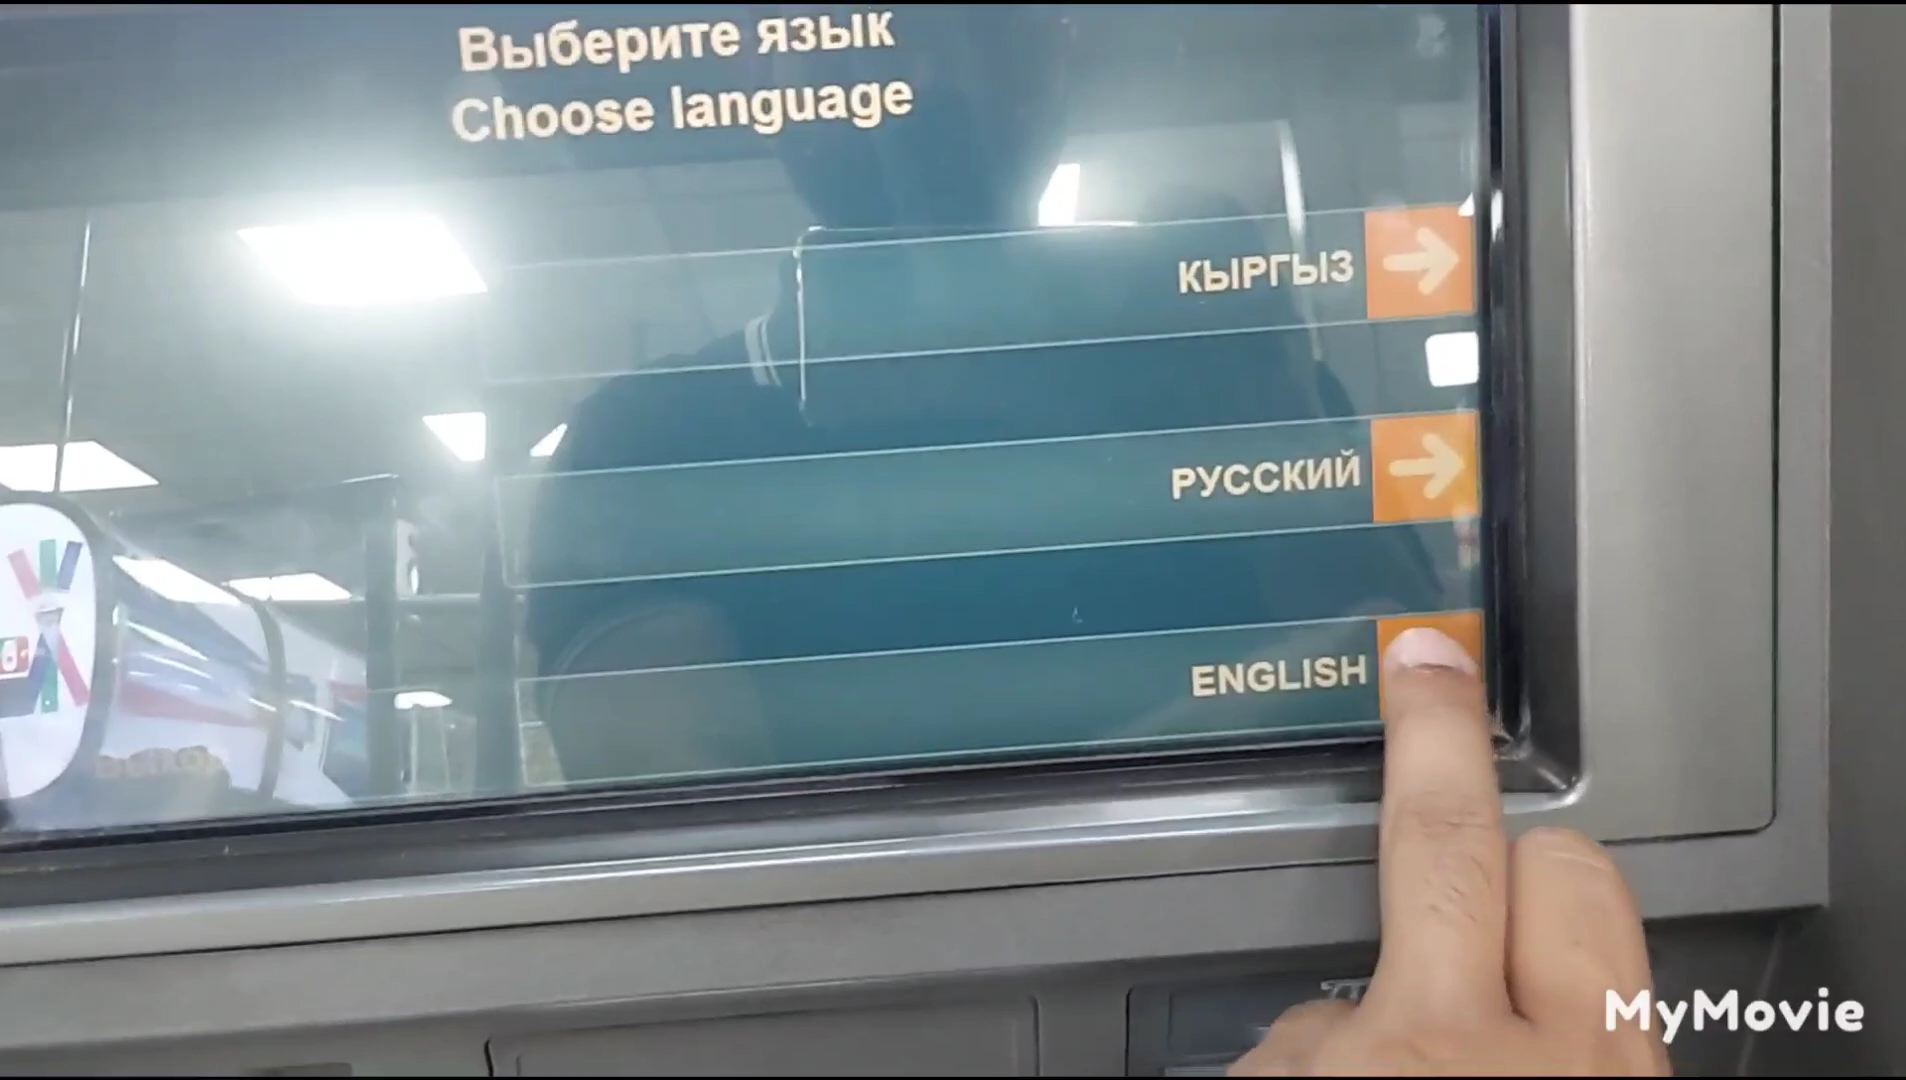 Выберите язык
Choose language
КЫРГЫЗ
РУССКИЙ
ENGLISH
MyMovie